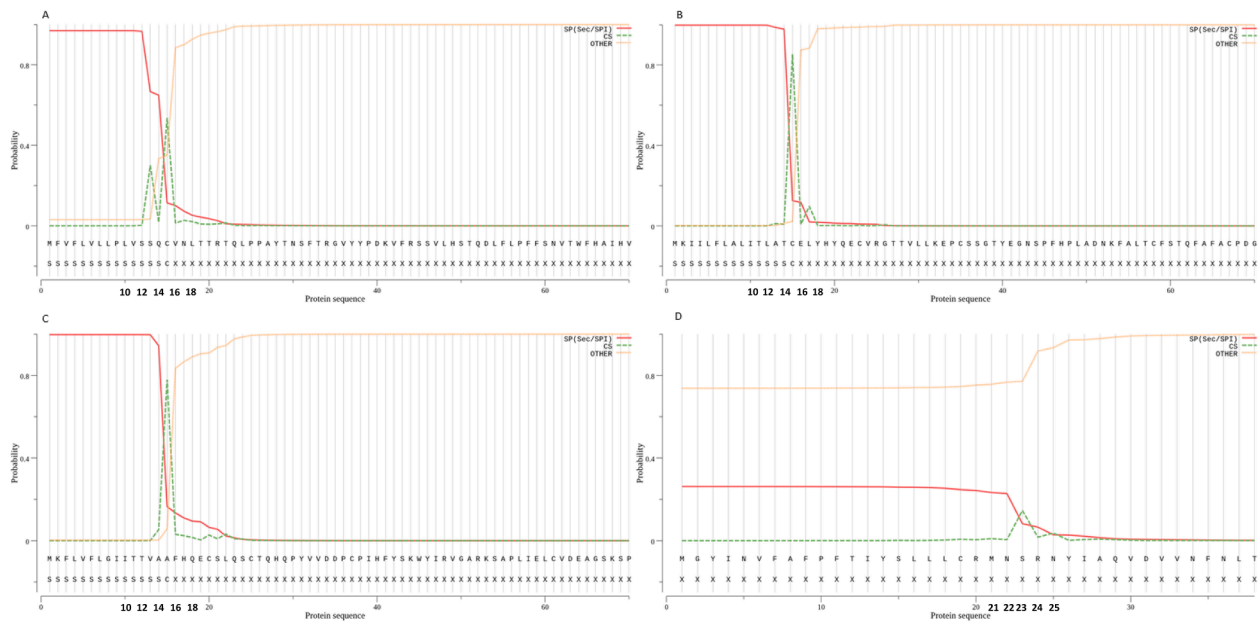 A
SP(Sec/SPI)
CS
OTHER
0.8
0.4
0
Probability
M F V F L V L L P L V S S Q C V N L T T R T Q L P P A Y T N S F T R G V Y Y P D K V F R S S V L H S T Q D L F L P F F S N V T W F H A I H V
S S S S S S S S S S S S S S C X X X X X X X X X X X X X X X X X X X X X X X X X X X X X X X X X X X X X X X X X X X X X X X X X X X X X X X
0 10 12 14 16 18 20 40 60
Protein sequence
B
SP(Sec/SPI)
CS
OTHER
0.8
0.4
0
Probability
M K I I L F L A L I T L A T C E L Y H Y Q E C V R G T T V L L K E P C S S G T Y E G N S P F H P L A D N K F A L T C F S T Q F A F A C P D G
S S S S S S S S S S S S S S C X X X X X X X X X X X X X X X X X X X X X X X X X X X X X X X X X X X X X X X X X X X X X X X X X X X X X X X
0 10 12 14 16 18 20 40 60
Protein sequence
C
SP(Sec/SPI)
CS
OTHER
0.8
0.4
0
Probability
M K F L V F L G I I T T V A A F H Q E C S L Q S C T Q H Q P Y V V D D P C P I H F Y S K W Y I R V G A R K S A P L I E L C V D E A G S K S P
S S S S S S S S S S S S S S C X X X X X X X X X X X X X X X X X X X X X X X X X X X X X X X X X X X X X X X X X X X X X X X X X X X X X X X
0 10 12 14 16 18 20 40 60
Protein sequence
D
SP(Sec/SPI)
CS
OTHER
0.8
0.4
0
Probability
M G Y I N V F A F P F T I Y S L L L C R M N S R N Y I A Q V D V V N F N L T
X X X X X X X X X X X X X X X X X X X X X X X X X X X X X X X X X X X X X X
0 10 20 21 22 23 24 25 30
Protein sequence